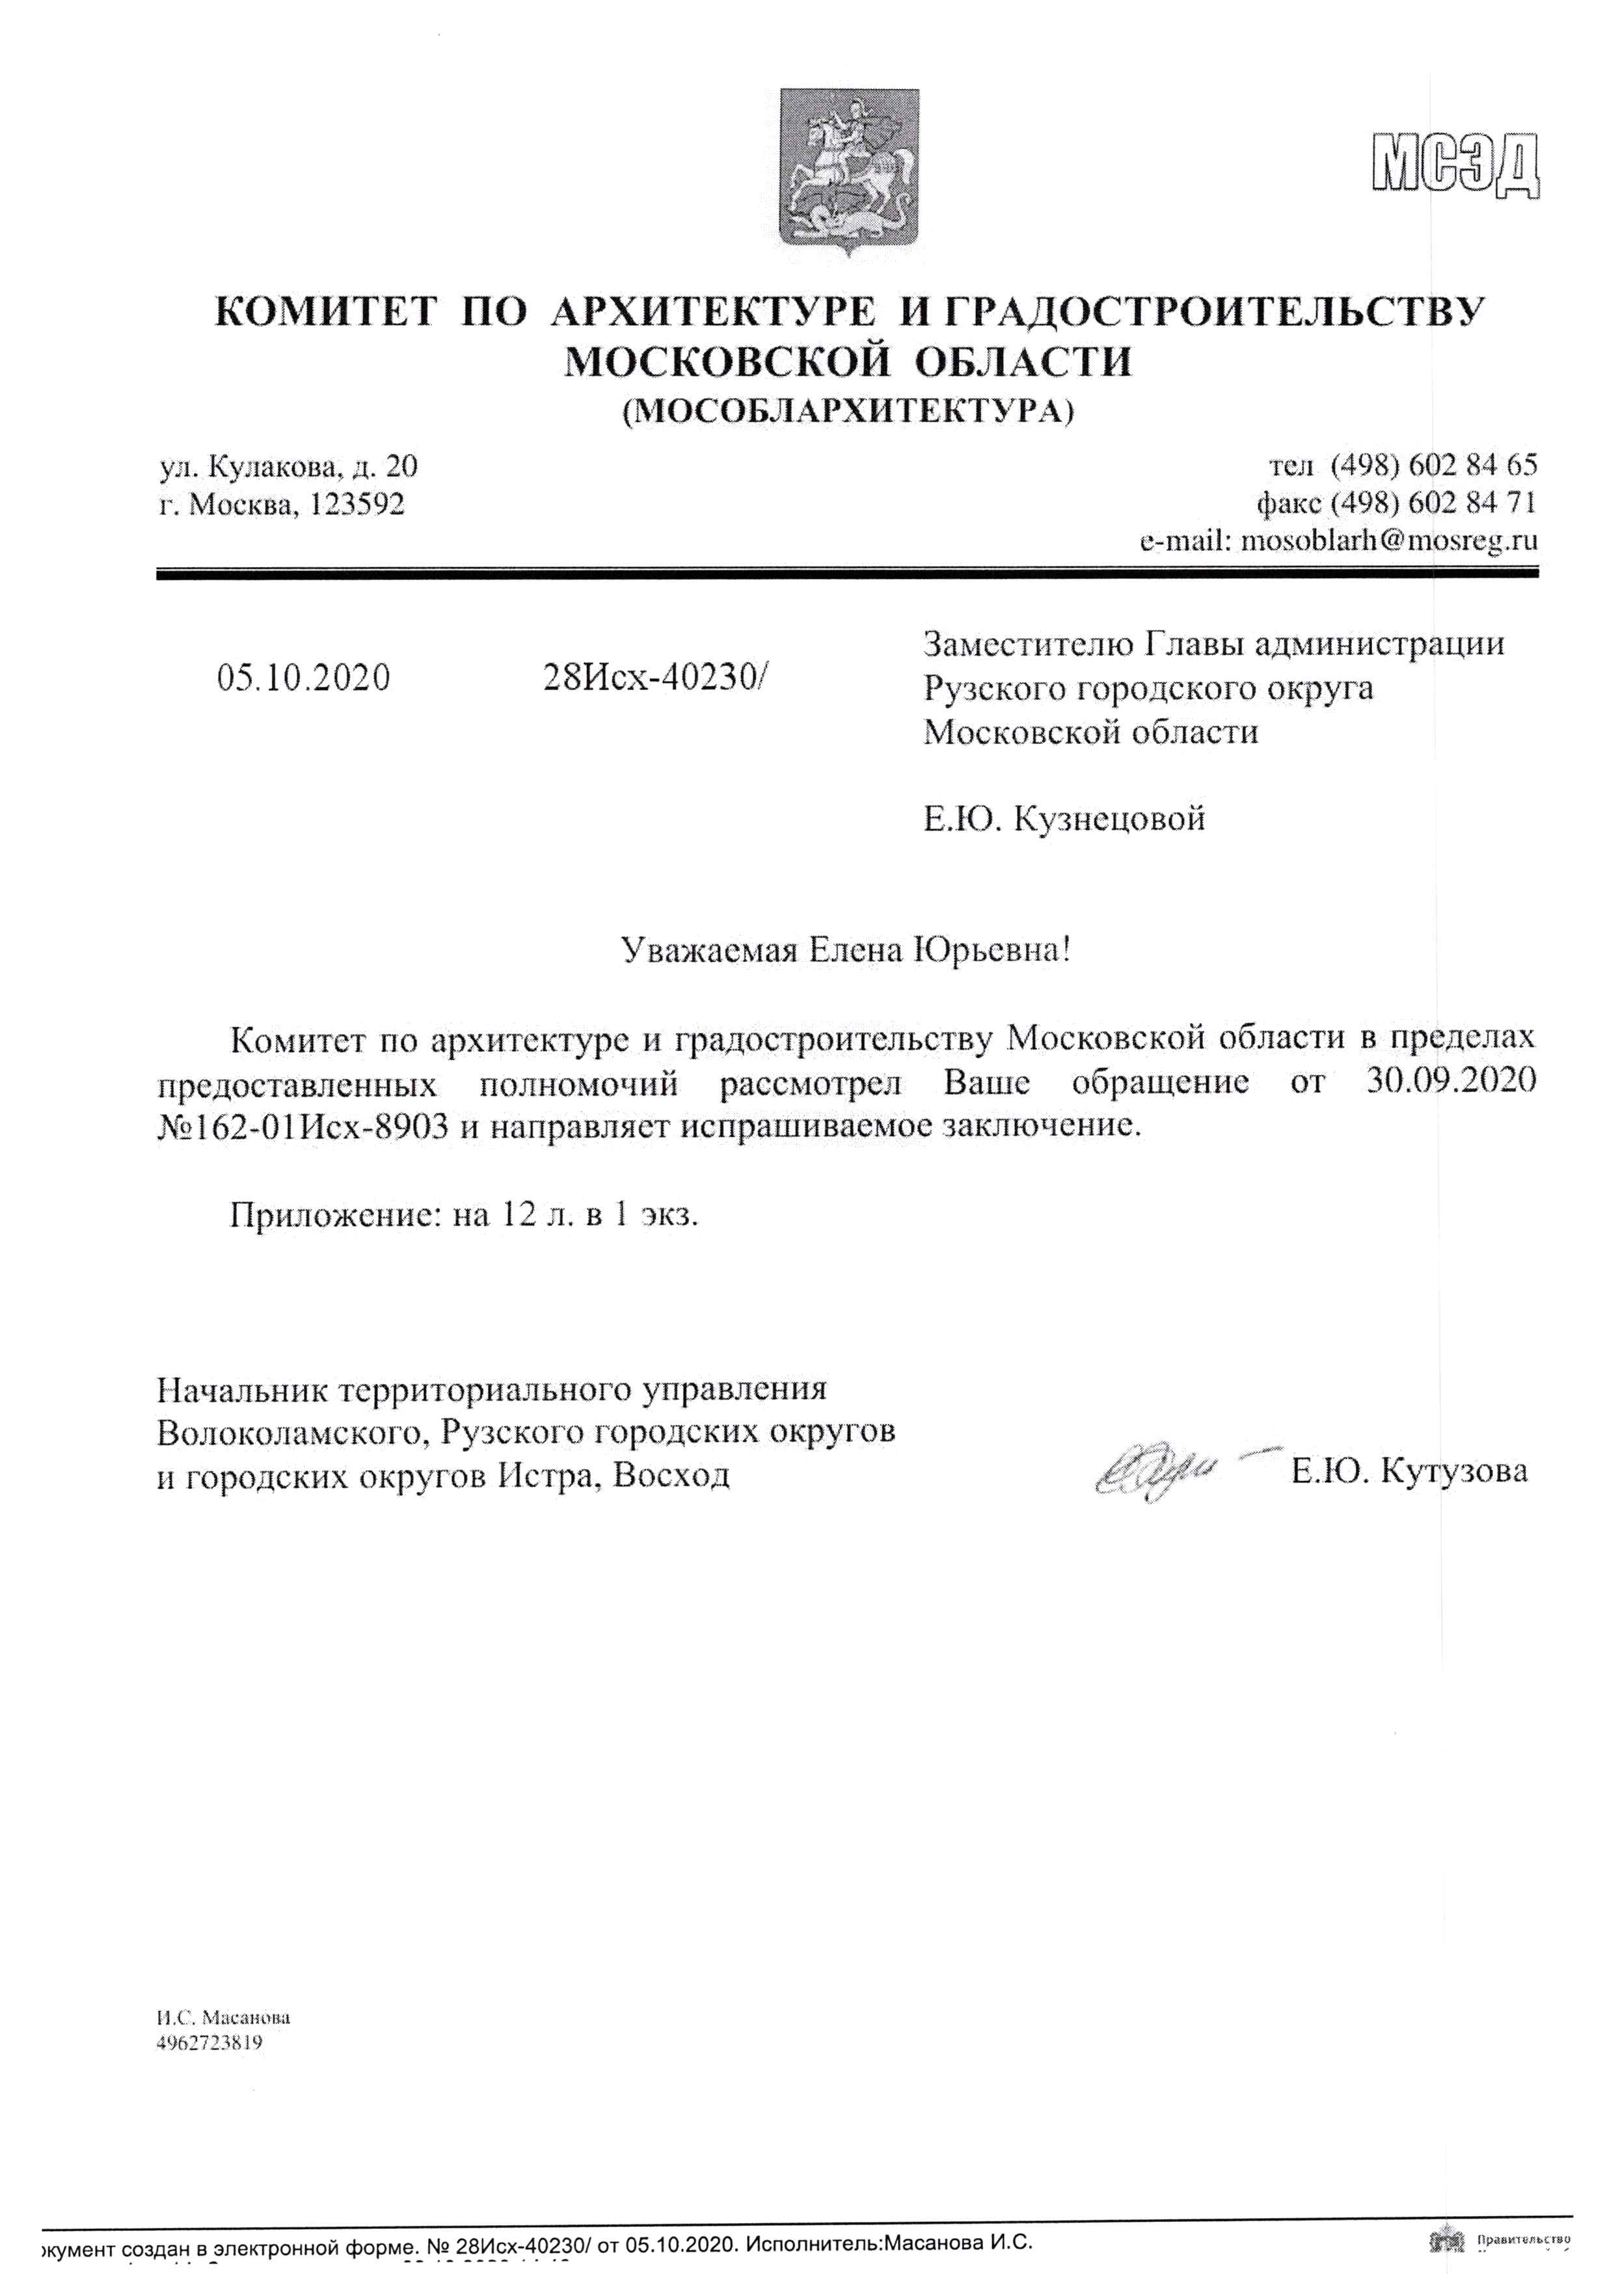 МСЭД
КОМИТЕТ ПО АРХИТЕКТУРЕ И ГРАДОСТРОИТЕЛЬСТВУ
МОСКОВСКОЙ ОБЛАСТИ
(МОСОБЛАРХИТЕКТУРА)
ул. Кулакова, д. 20
г. Москва, 123592
тел (498) 602 84 65
факс (498) 602 84 71
e-mail: mosoblarh@mosreg.ru
05.10.2020
28Исх-40230/
Заместителю Главы администрации
Рузского городского округа
Московской области
Е.Ю. Кузнецовой
Уважаемая Елена Юрьевна!
Комитет по архитектуре и градостроительству Московской области в пределах
предоставленных полномочий рассмотрел Ваше обращение от 30.09.2020
№162-01Исх-8903 и направляет испрашиваемое заключение.
Приложение: на 12 л. в 1 экз.
Начальник территориального управления
Волоколамского, Рузского городских округов
и городских округов Истра, Восход
Е.Ю. Кутузова
И.С. Масанова
4962723819
окумент создан в электронной форме. № 28Исх-40230/ от 05.10.2020. Исполнитель:Масанова И.С.
Правительство